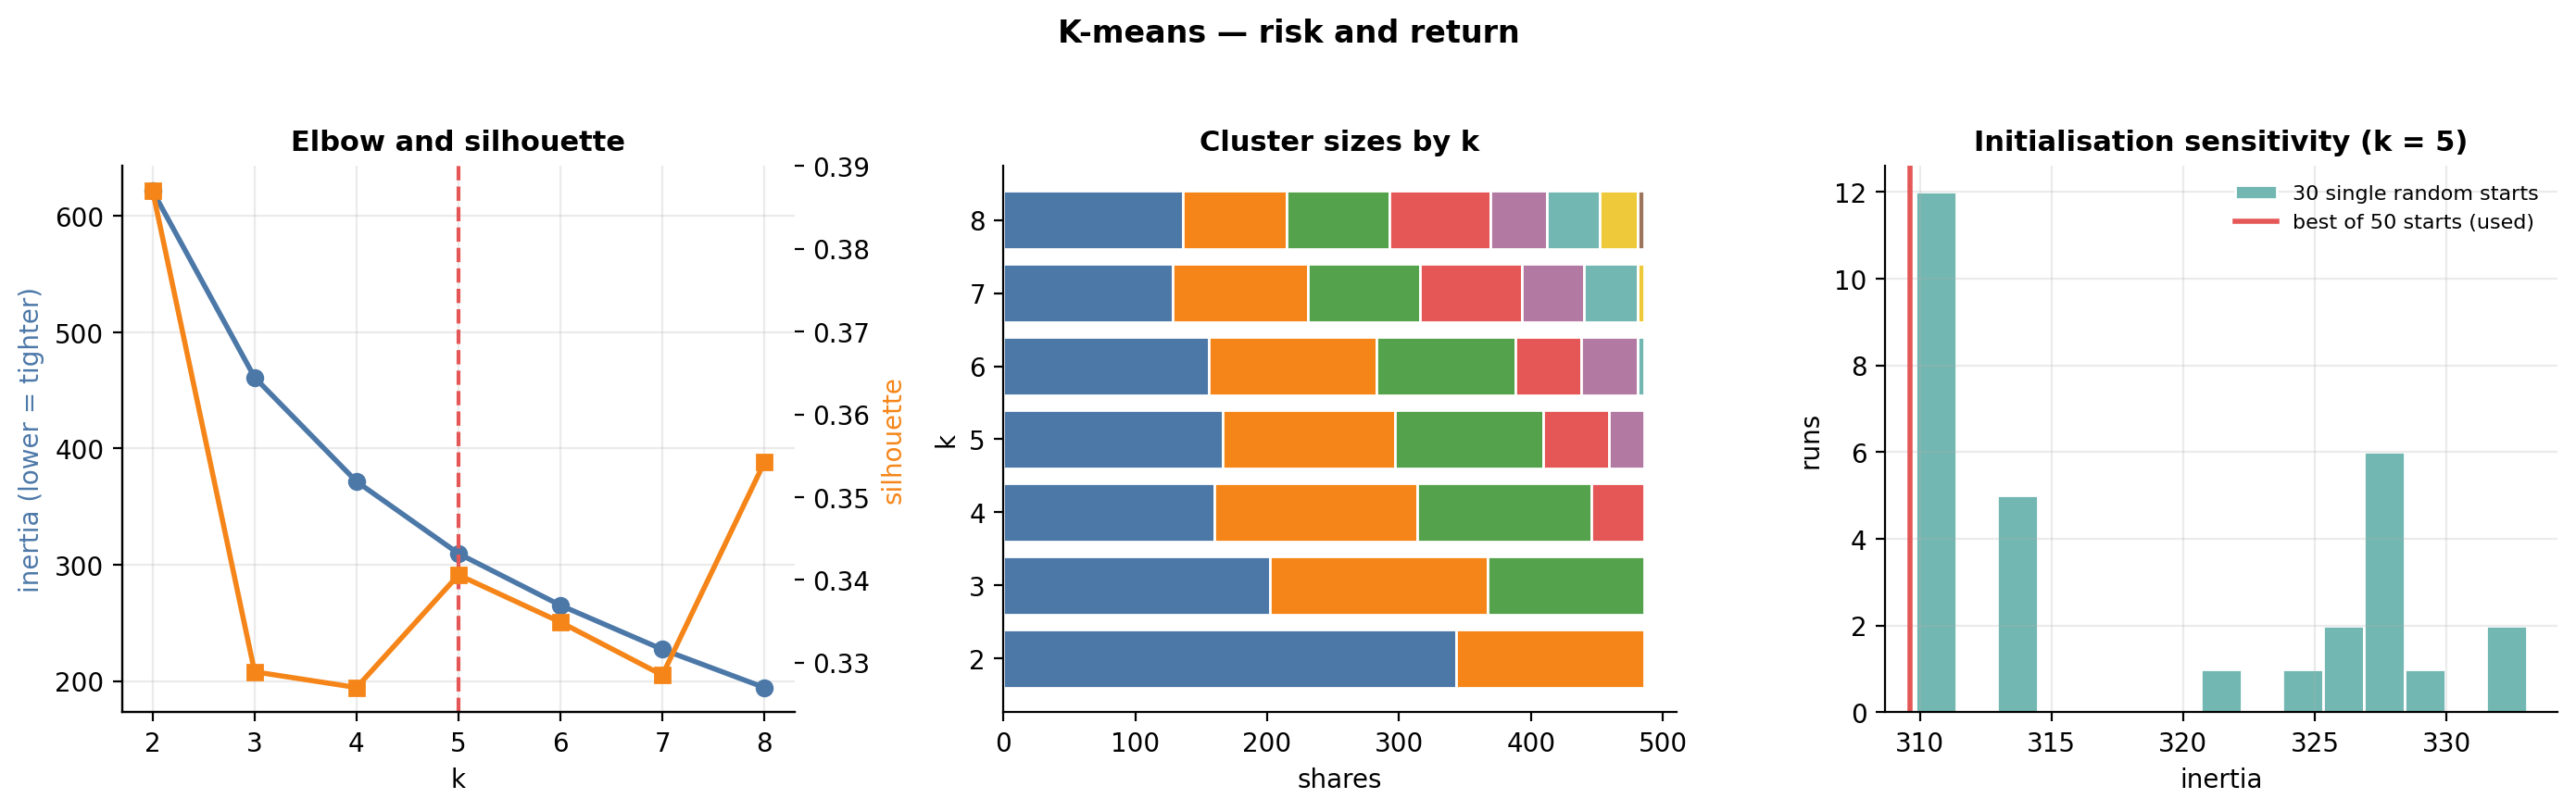 K-means — risk and return
Elbow and silhouette
inertia (lower = tighter)
600
500
400
300
200
0.39
0.38
0.37
0.36
0.35
0.34
0.33
silhouette
2 3 4 5 6 7 8
k
Cluster sizes by k
k
8
7
6
5
4
3
2
0 100 200 300 400 500
shares
Initialisation sensitivity (k = 5)
30 single random starts
best of 50 starts (used)
runs
12
10
8
6
4
2
0
310 315 320 325 330
inertia